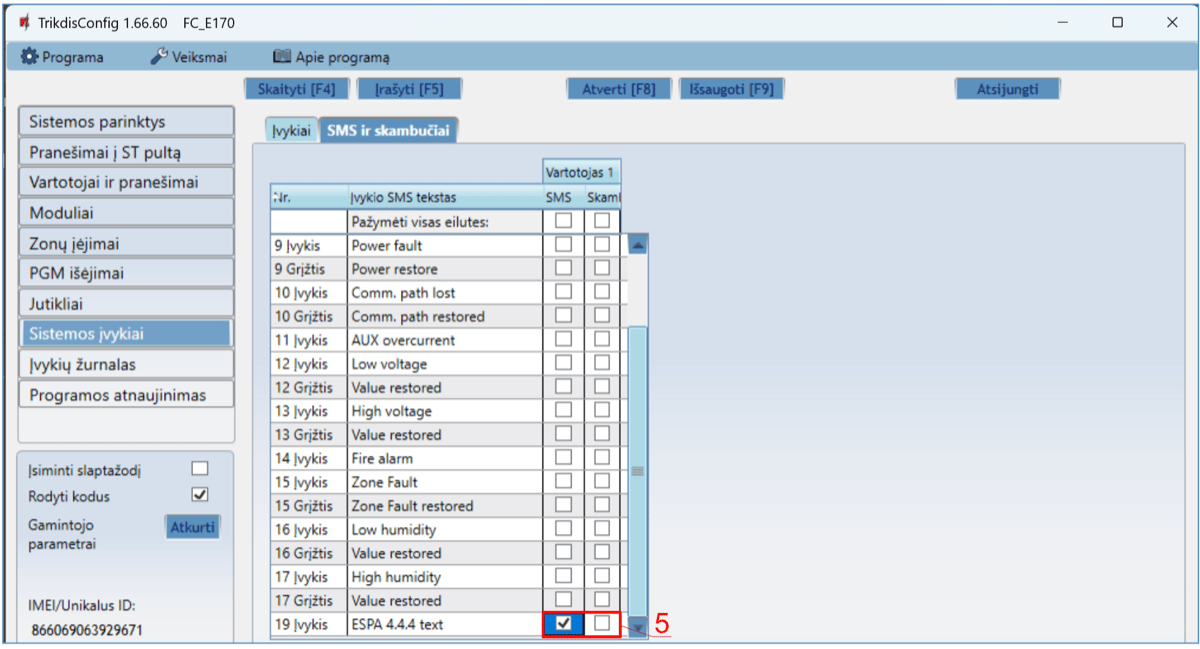 TrikdisConfig 1.66.60 FC_E170
Programa Veiksmai Apie programą
Skaityti [F4] Įrašyti [F5] Atverti [F8] Išsaugoti [F9] Atsijungti
Sistemos parinktys
Pranešimai į ST pultą
Vartotojai ir pranešimai
Moduliai
Zonų įėjimai
PGM išėjimai
Jutikliai
Sistemos įvykiai
Įvykių žurnalas
Programos atnaujinimas
Įsiminti slaptažodį
Rodyti kodus
Gamintojo parametrai
Atkurti
IMEI/Unikalus ID:
866069063929671
Įvykiai SMS ir skambučiai
Vartotojas 1
Nr. Įvykio SMS tekstas SMS Skaml
Pažymėti visas eilutes:
9 Įvykis Power fault
9 Grįžtis Power restore
10 Įvykis Comm. path lost
10 Grįžtis Comm. path restored
11 Įvykis AUX overcurrent
12 Įvykis Low voltage
12 Grįžtis Value restored
13 Įvykis High voltage
13 Grįžtis Value restored
14 Įvykis Fire alarm
15 Įvykis Zone Fault
15 Grįžtis Zone Fault restored
16 Įvykis Low humidity
16 Grįžtis Value restored
17 Įvykis High humidity
17 Grįžtis Value restored
19 Įvykis ESPA 4.4.4 text
5